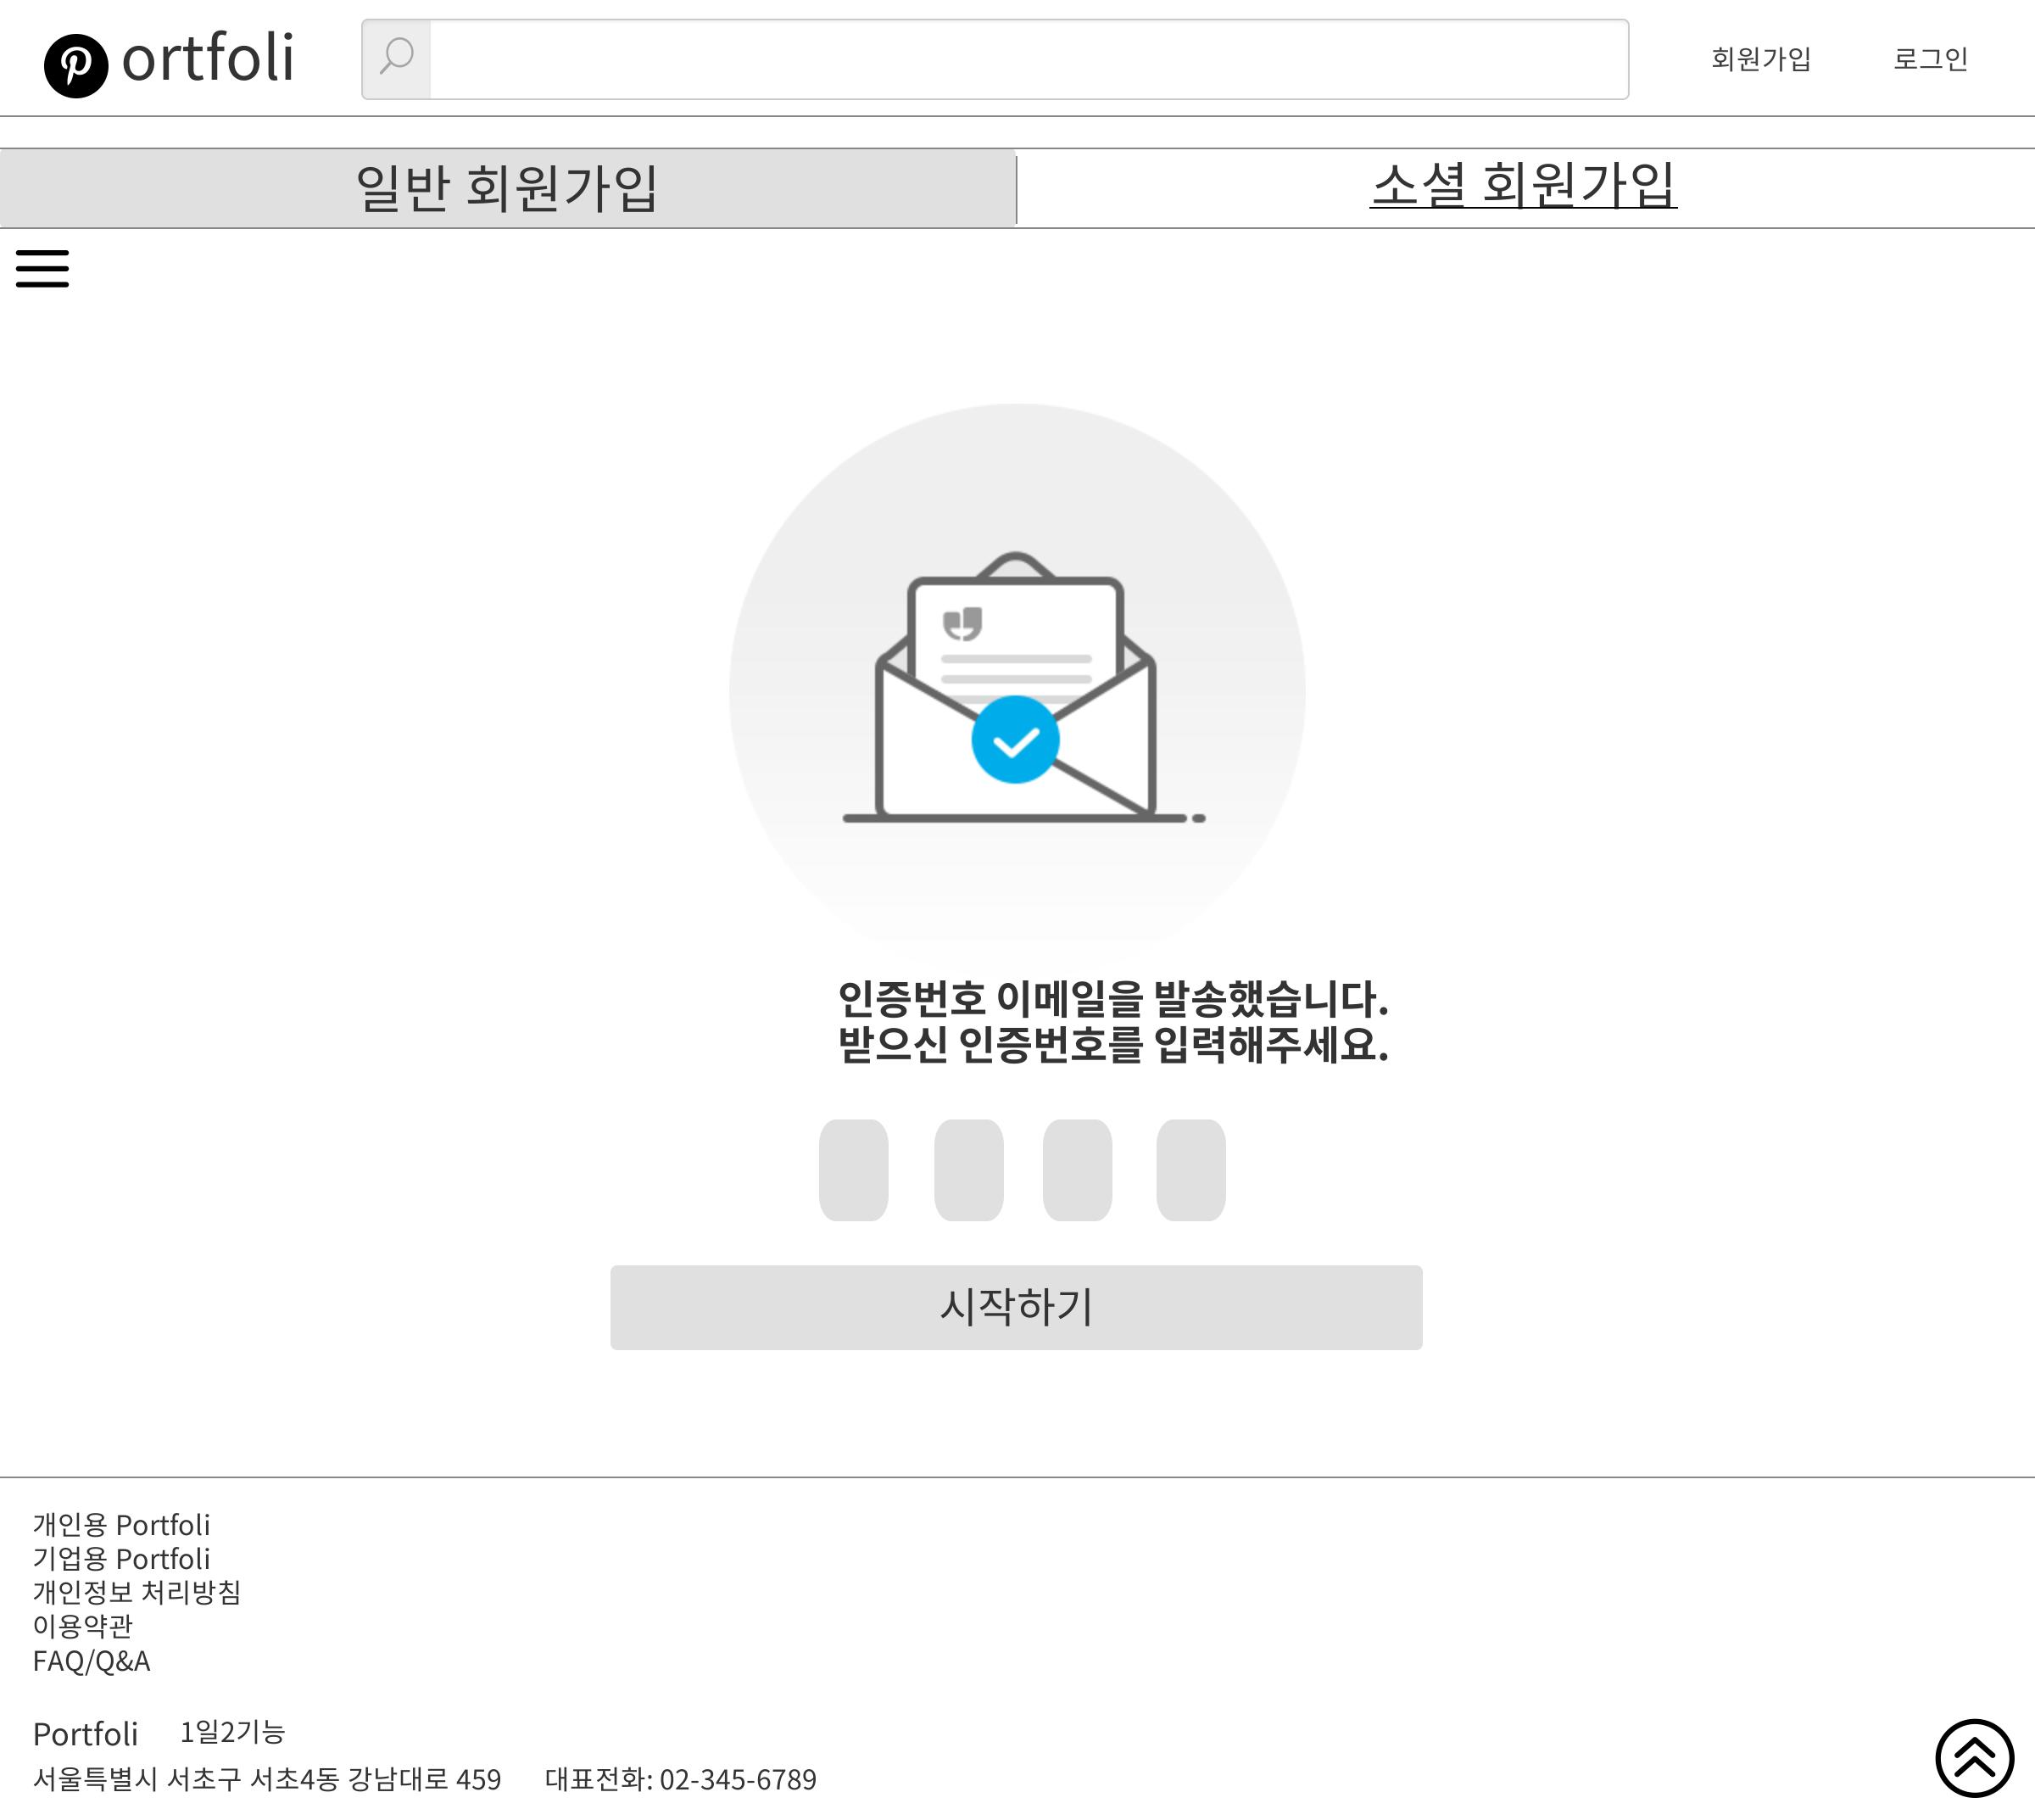 ortfoli
회원가입 로그인
일반 회원가입 소셜 회원가입
인증번호 이메일을 발송했습니다.
받으신 인증번호를 입력해주세요.
시작하기
개인용 Portfoli
기업용 Portfoli
개인정보 처리방침
이용약관
FAQ/Q&A
Portfoli 1일2기능
서울특별시 서초구 서초4동 강남대로 459 대표전화: 02-345-6789